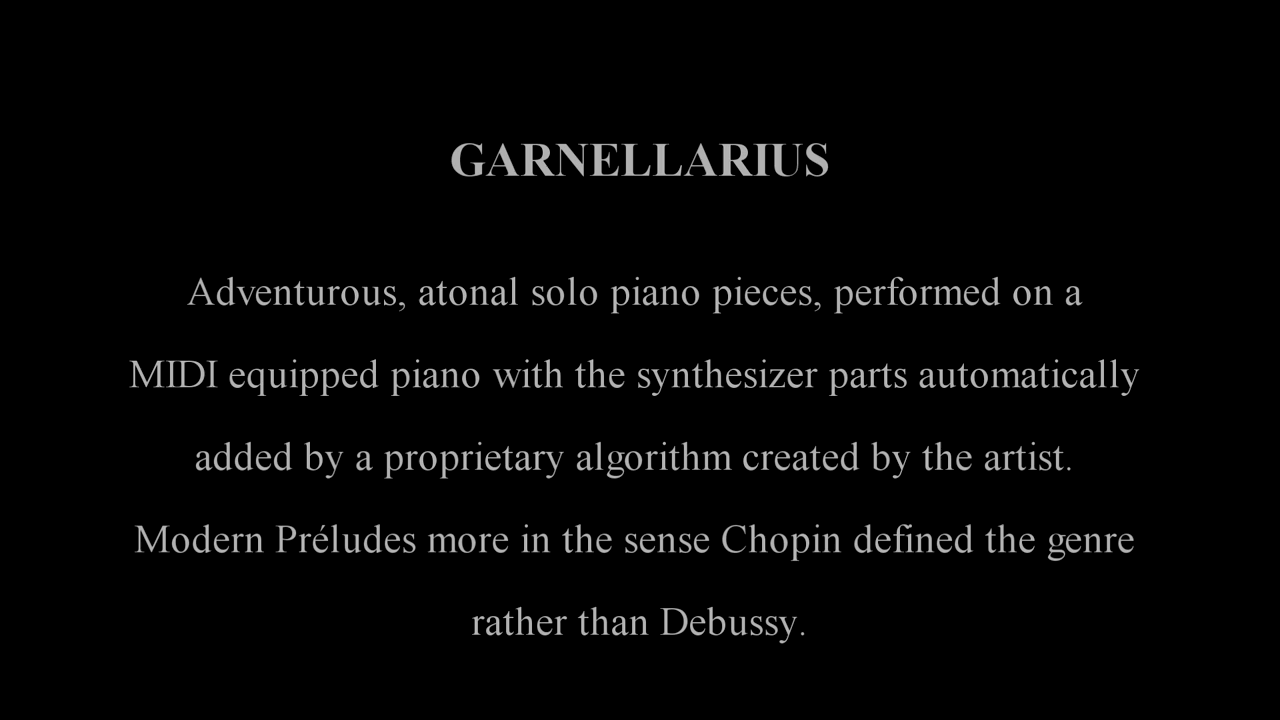 GARNELLARIUS
Adventurous, atonal solo piano pieces, performed on a
MIDI equipped piano with the synthesizer parts automatically
added by a proprietary algorithm created by the artist.
Modern Préludes more in the sense Chopin defined the genre
rather than Debussy.